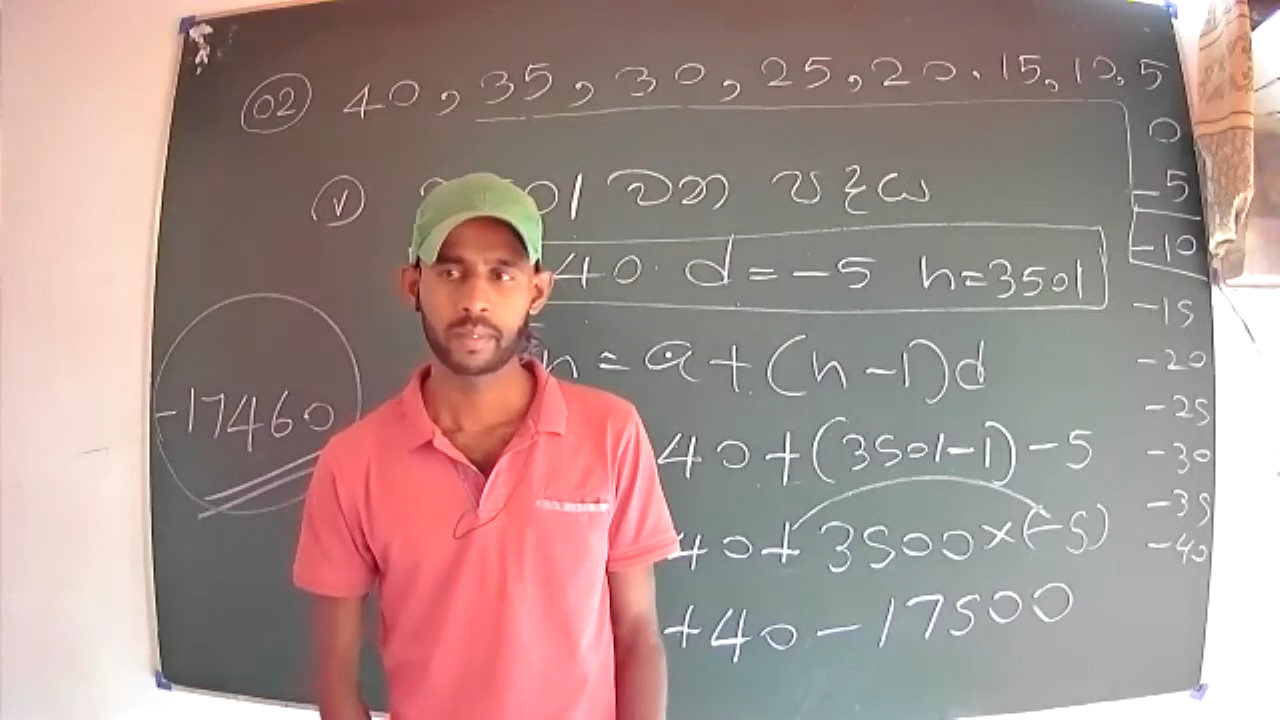 02 40, 35, 30, 25, 20. 15, 10, 5
0
-5
-10
-15
-20
-25
-30
-35
-40
V 01 වන පදය
40. d = -5 n=3501
n = a + (n - 1)d
40 + (3501-1) - 5
40 + 3500×(-5)
+40 - 17500
-17460